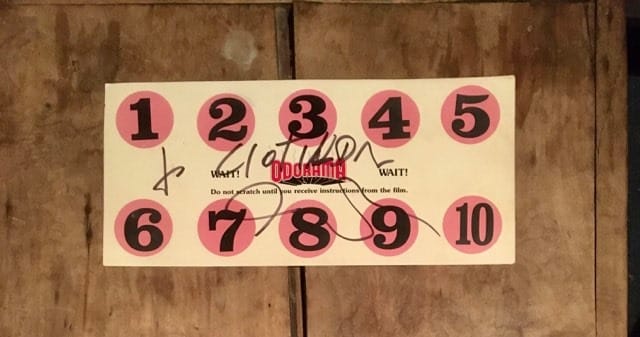 1 2 3 4 5
WAIT! ODORAMA WAIT!
Do not scratch until you receive instructions from the film.
6 7 8 9 10